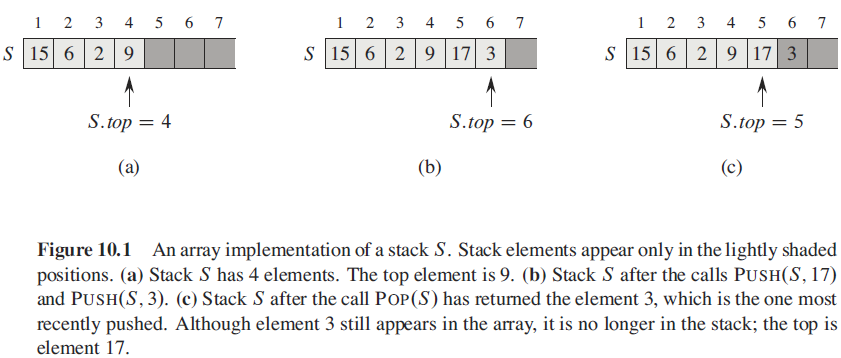 1 2 3 4 5 6 7
S 15 6 2 9
S.top = 4
(a)
1 2 3 4 5 6 7
S 15 6 2 9 17 3
S.top = 6
(b)
1 2 3 4 5 6 7
S 15 6 2 9 17 3
S.top = 5
(c)
Figure 10.1 An array implementation of a stack S. Stack elements appear only in the lightly shaded
positions. (a) Stack S has 4 elements. The top element is 9. (b) Stack S after the calls PUSH(S, 17)
and PUSH(S, 3). (c) Stack S after the call POP(S) has returned the element 3, which is the one most
recently pushed. Although element 3 still appears in the array, it is no longer in the stack; the top is
element 17.